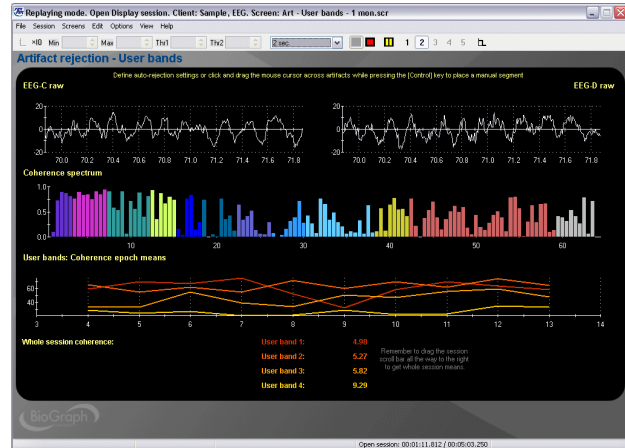 Replaying mode. Open Display session. Client: Sample, EEG. Screen: Art - User bands - 1 mon.scr
File Session Screens Edit Options View Help
×10 Min Max Thr1 Thr2 2 sec. 1 2 3 4 5
Artifact rejection - User bands
Define auto-rejection settings or click and drag the mouse cursor across artifacts while pressing the [Control] key to place a manual segment
EEG-C raw EEG-D raw
20 20
0 0
-20 -20
70.0 70.2 70.4 70.6 70.8 71.0 71.2 71.4 71.6 71.8 70.0 70.2 70.4 70.6 70.8 71.0 71.2 71.4 71.6 71.8
Coherence spectrum
1.0
0.5
0.0
10 20 30 40 50 60
User bands: Coherence epoch means
60
40
3 4 5 6 7 8 9 10 11 12 13 14
Whole session coherence: User band 1: 4.98
Remember to drag the session
User band 2: 5.27
scroll bar all the way to the right
to get whole session means.
User band 3: 5.82
User band 4: 9.29
BioGraph
Open session: 00:01:11.812 / 00:05:03.250